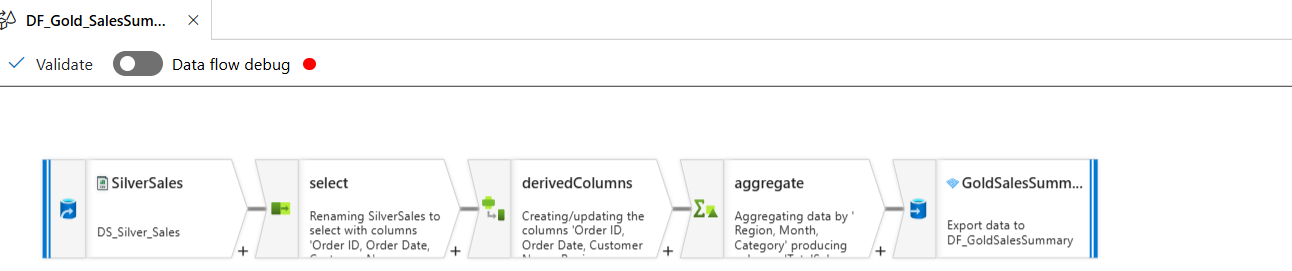 DF_Gold_SalesSum...
Validate
Data flow debug
SilverSales
DS_Silver_Sales
select
Renaming SilverSales to
select with columns
'Order ID, Order Date,
derivedColumns
Creating/updating the
columns 'Order ID,
Order Date, Customer
aggregate
Aggregating data by '
Region, Month,
Category' producing
GoldSalesSumm...
Export data to
DF_GoldSalesSummary